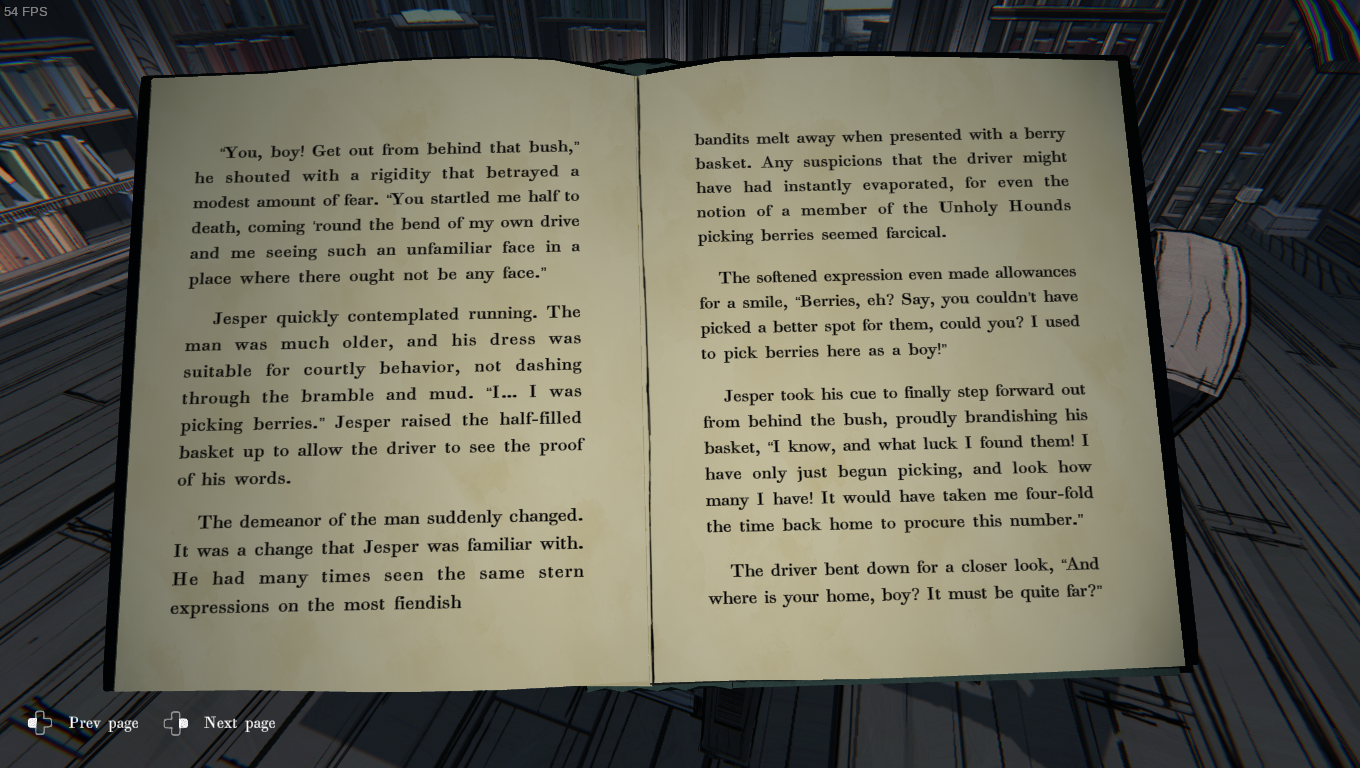 54 FPS
“You, boy! Get out from behind that bush,”
he shouted with a rigidity that betrayed a
modest amount of fear. “You startled me half to
death, coming ’round the bend of my own drive
and me seeing such an unfamiliar face in a
place where there ought not be any face.”
Jesper quickly contemplated running. The
man was much older, and his dress was
suitable for courtly behavior, not dashing
through the bramble and mud. “I... I was
picking berries.” Jesper raised the half-filled
basket up to allow the driver to see the proof
of his words.
The demeanor of the man suddenly changed.
It was a change that Jesper was familiar with.
He had many times seen the same stern
expressions on the most fiendish
bandits melt away when presented with a berry
basket. Any suspicions that the driver might
have had instantly evaporated, for even the
notion of a member of the Unholy Hounds
picking berries seemed farcical.
The softened expression even made allowances
for a smile, “Berries, eh? Say, you couldn’t have
picked a better spot for them, could you? I used
to pick berries here as a boy!”
Jesper took his cue to finally step forward out
from behind the bush, proudly brandishing his
basket, “I know, and what luck I found them! I
have only just begun picking, and look how
many I have! It would have taken me four-fold
the time back home to procure this number.”
The driver bent down for a closer look, “And
where is your home, boy? It must be quite far?”
Prev page
Next page